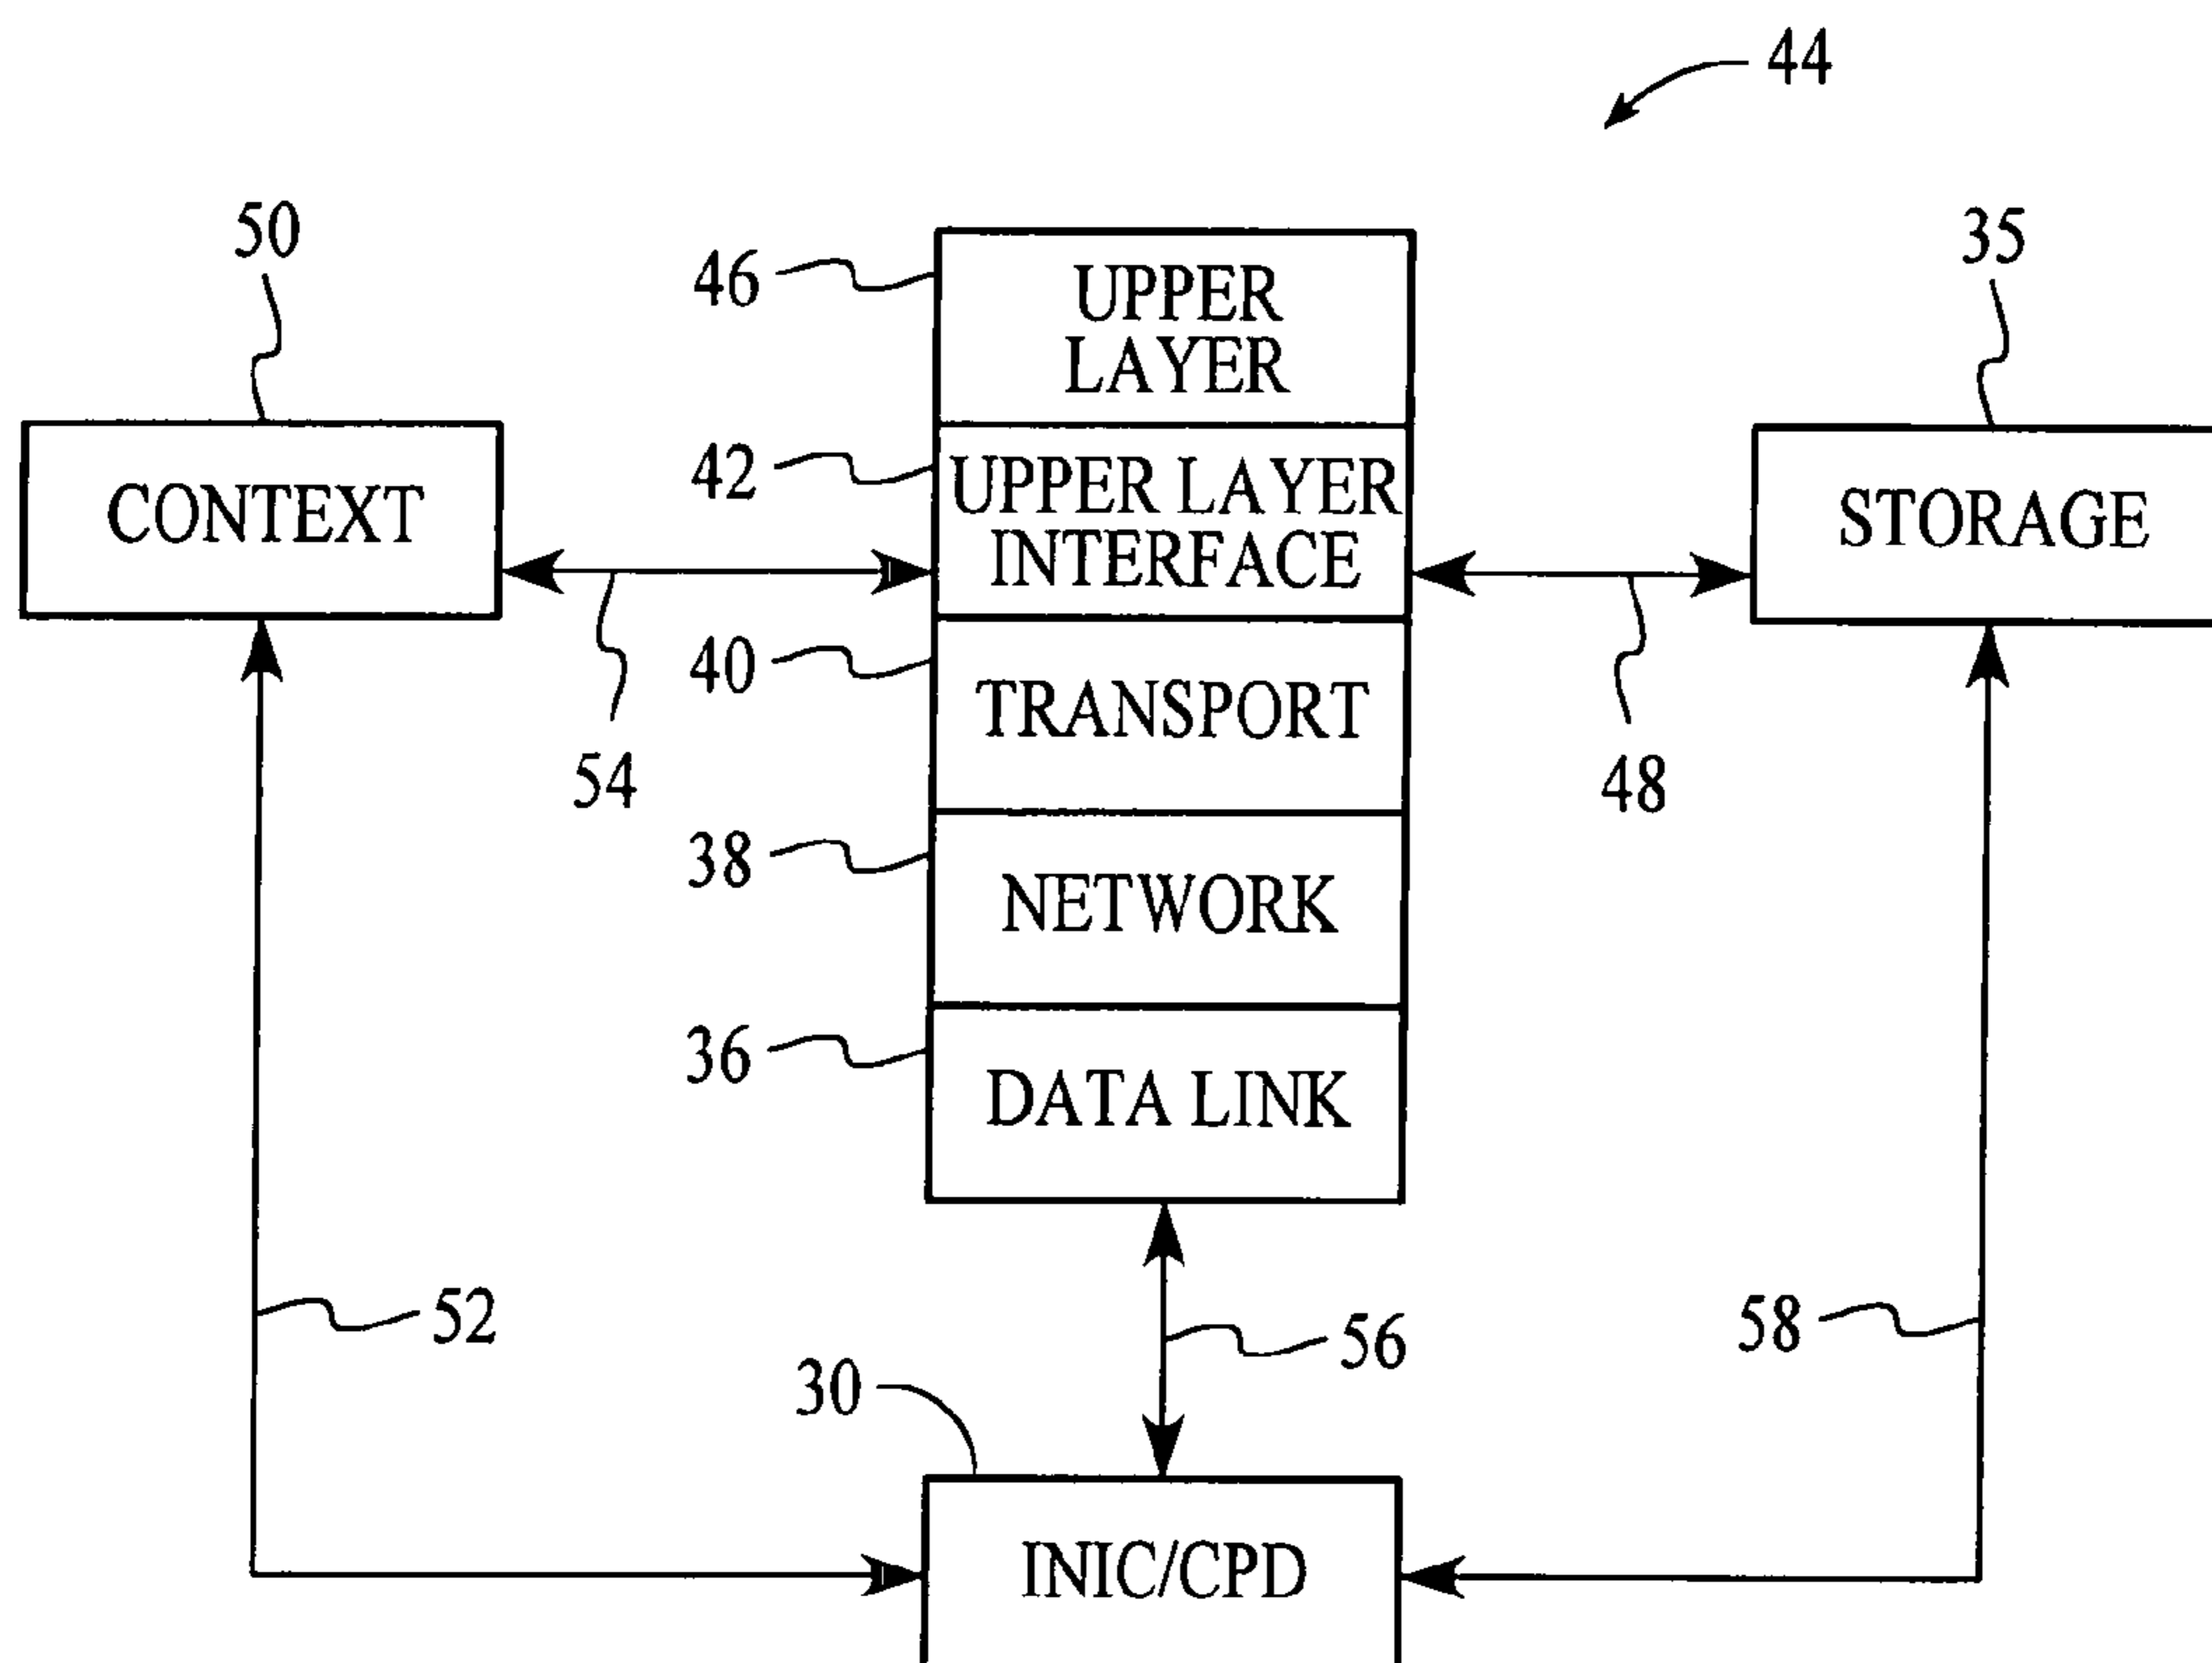 44
50
46
35
UPPER
LAYER
CONTEXT
42
UPPER LAYER
INTERFACE
STORAGE
40
TRANSPORT
54
48
38
NETWORK
36
DATA LINK
52
56
58
30
INIC/CPD